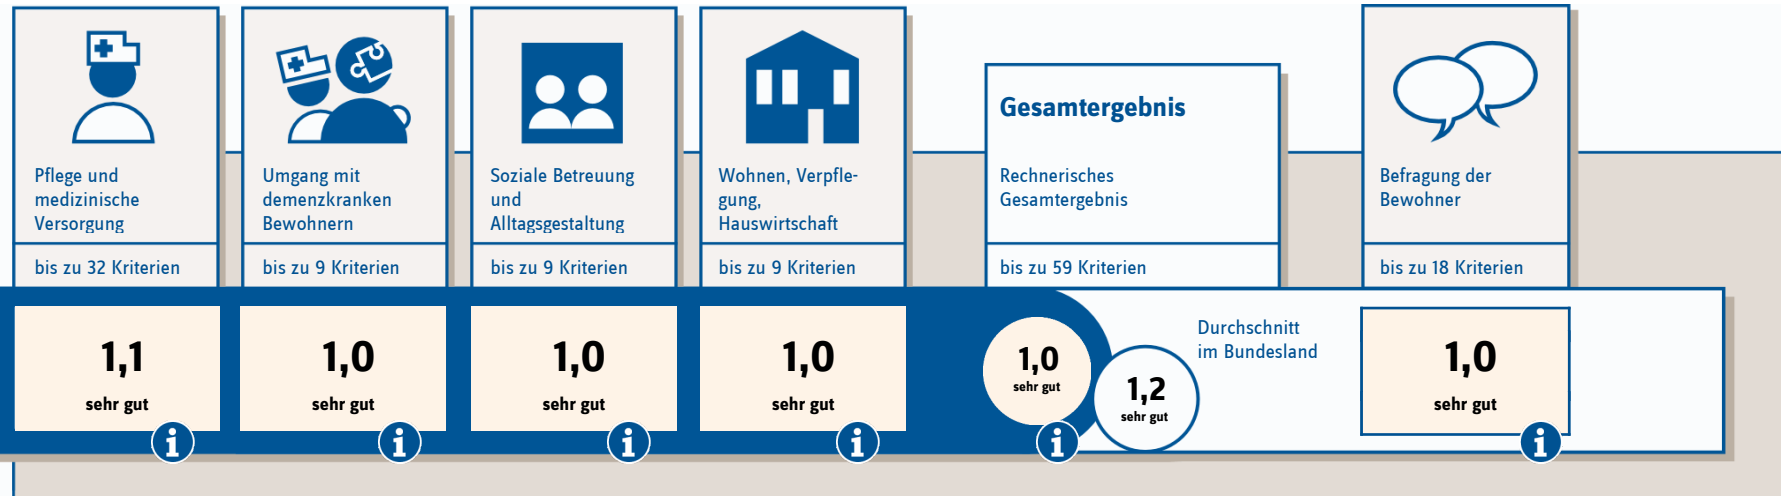 Pflege und
medizinische
Versorgung
bis zu 32 Kriterien
1,1
sehr gut
i
Umgang mit
demenzkranken
Bewohnern
bis zu 9 Kriterien
1,0
sehr gut
i
Soziale Betreuung
und
Alltagsgestaltung
bis zu 9 Kriterien
1,0
sehr gut
i
Wohnen, Verpfle-
gung,
Hauswirtschaft
bis zu 9 Kriterien
1,0
sehr gut
i
Gesamtergebnis
Rechnerisches
Gesamtergebnis
bis zu 59 Kriterien
1,0
sehr gut
i
1,2
sehr gut
Durchschnitt
im Bundesland
Befragung der
Bewohner
bis zu 18 Kriterien
1,0
sehr gut
i